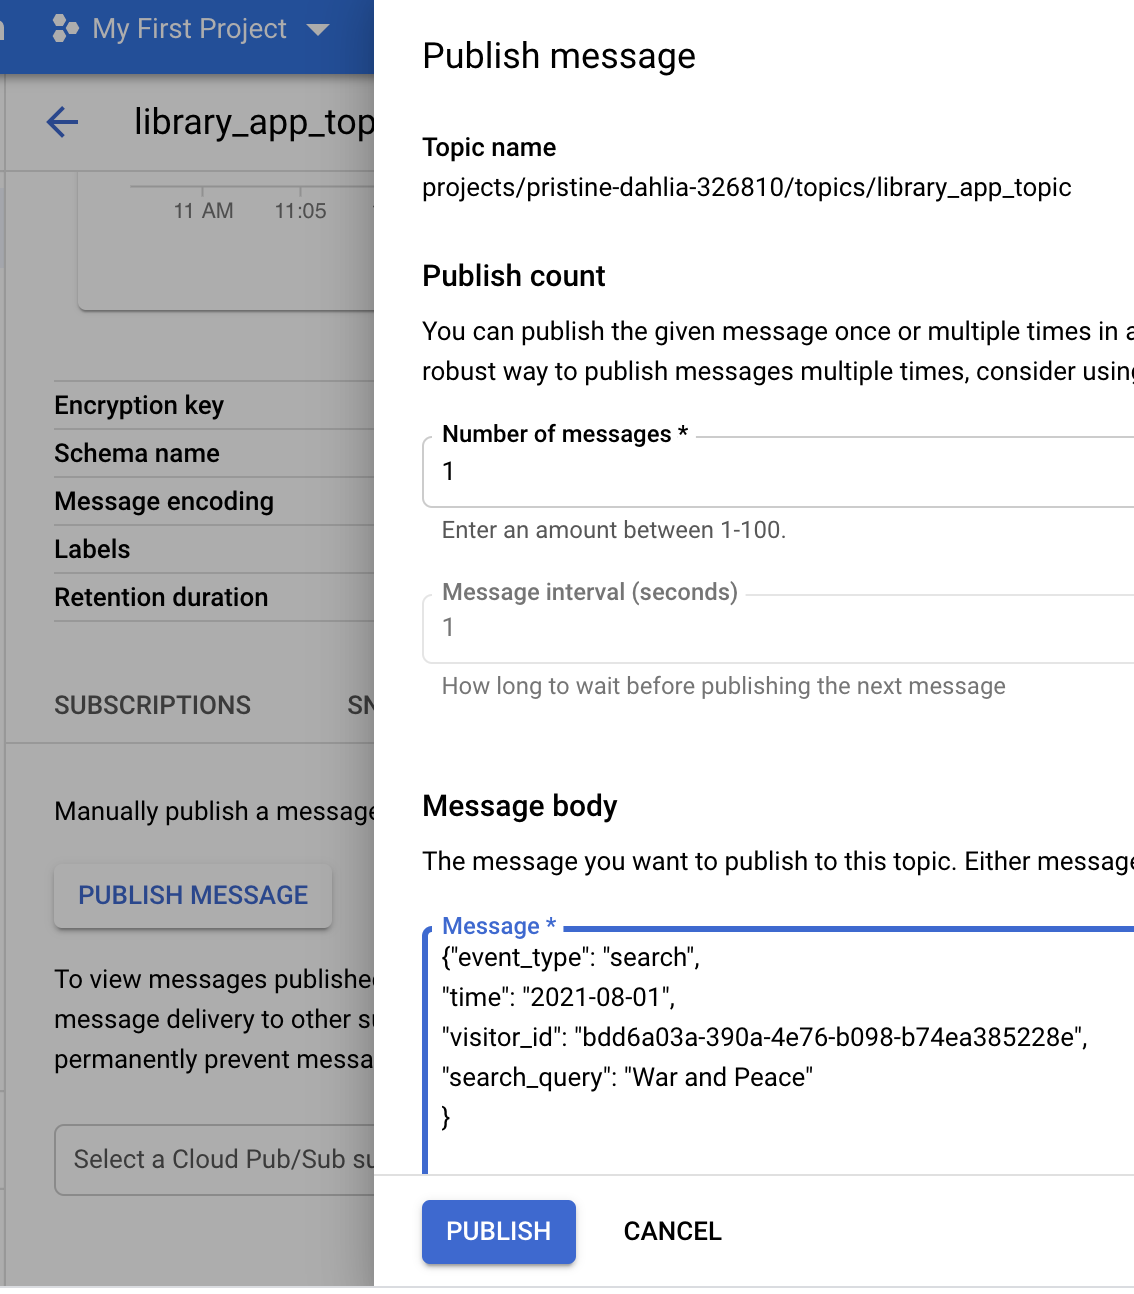 My First Project
library_app_top
11 AM 11:05
Encryption key
Schema name
Message encoding
Labels
Retention duration
SUBSCRIPTIONS SN
Manually publish a message
PUBLISH MESSAGE
To view messages publishe
message delivery to other s
permanently prevent messa
Select a Cloud Pub/Sub su
Publish message
Topic name
projects/pristine-dahlia-326810/topics/library_app_topic
Publish count
You can publish the given message once or multiple times in a
robust way to publish messages multiple times, consider using
Number of messages *
1
Enter an amount between 1-100.
Message interval (seconds)
1
How long to wait before publishing the next message
Message body
The message you want to publish to this topic. Either message
Message *
{"event_type": "search",
"time": "2021-08-01",
"visitor_id": "bdd6a03a-390a-4e76-b098-b74ea385228e",
"search_query": "War and Peace"
}
PUBLISH CANCEL